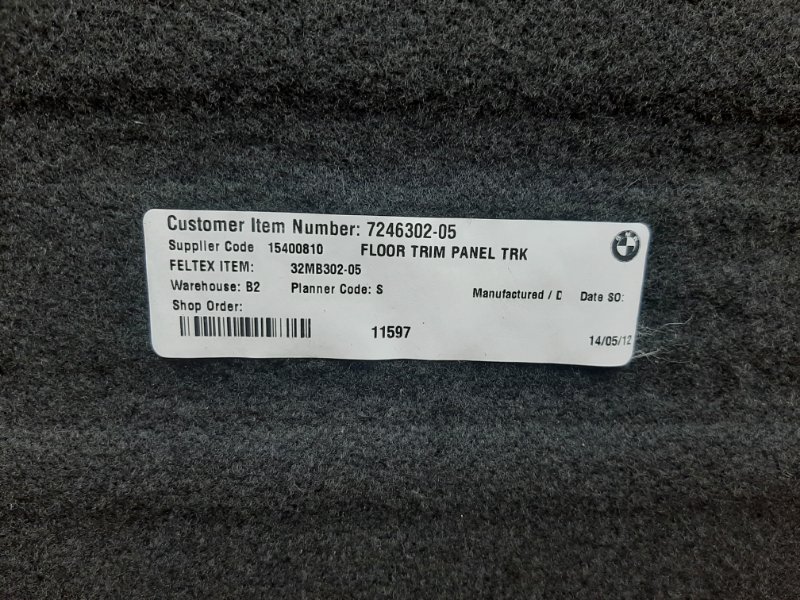 Customer Item Number: 7246302-05
Supplier Code 15400810 FLOOR TRIM PANEL TRK
FELTEX ITEM: 32MB302-05
Warehouse: B2 Planner Code: S Manufactured / D Date SO:
Shop Order:
11597 14/05/12
BMW